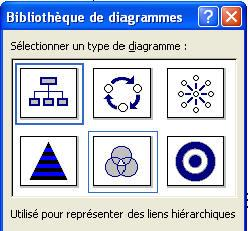 Bibliothèque de diagrammes
Sélectionner un type de diagramme :
Utilisé pour représenter des liens hiérarchiques